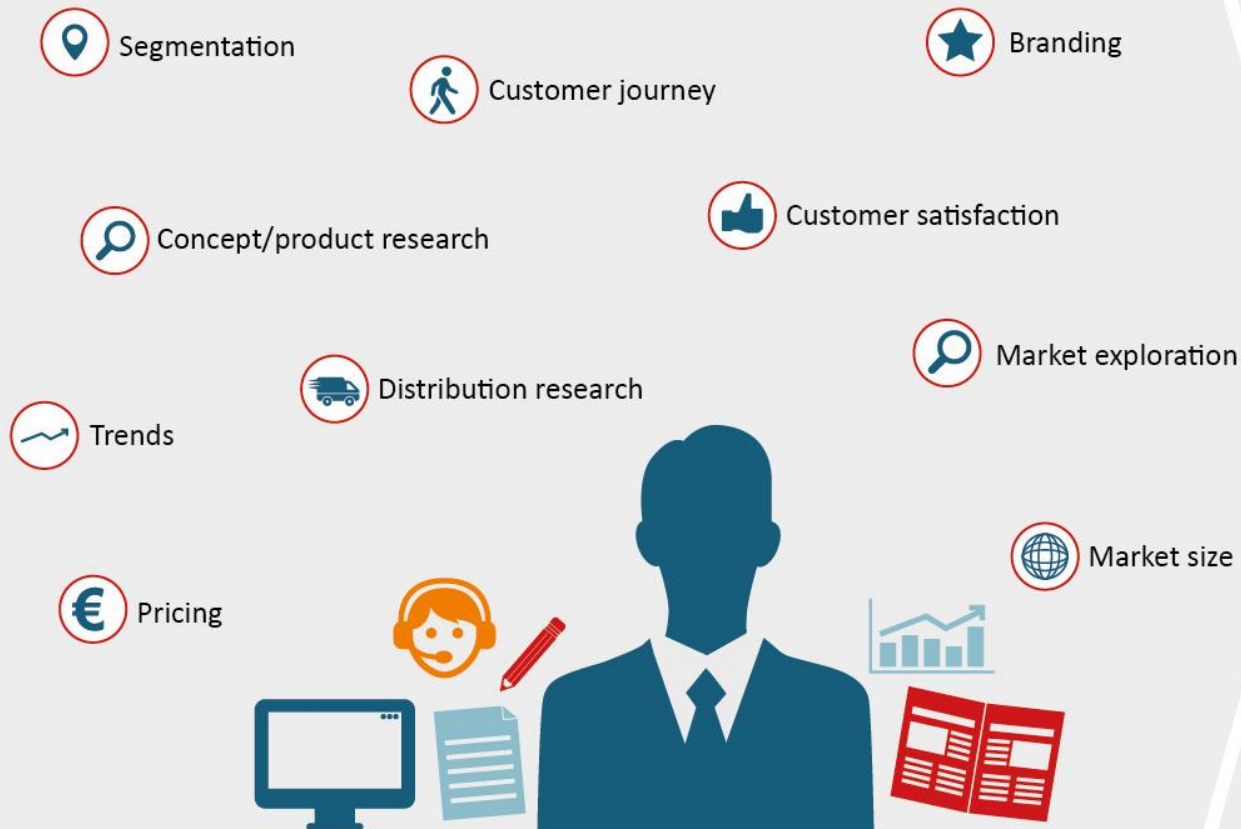 Segmentation
Branding
Customer journey
Customer satisfaction
Concept/product research
Market exploration
Distribution research
Trends
Market size
€ Pricing